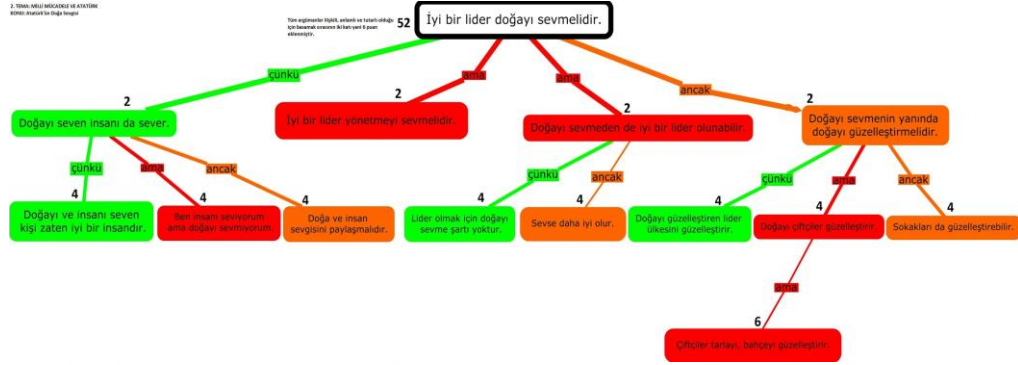 2. TEMA: MİLLİ MÜCADELE VE ATATÜRK
KONU: Atatürk'ün Doğa Sevgisi
Tüm argümanlar ilişkili, anlamlı ve tutarlı olduğu
için basamak sırasının iki katı yani 6 puan
eklenmiştir.
52
İyi bir lider doğayı sevmelidir.
çünkü
ama
ama
ancak
2
Doğayı seven insanı da sever.
2
İyi bir lider yönetmeyi sevmelidir.
2
Doğayı sevmeden de iyi bir lider olunabilir.
2
Doğayı sevmenin yanında
doğayı güzelleştirmelidir.
çünkü
ama
ancak
çünkü
ancak
çünkü
ama
ancak
4
Doğayı ve insanı seven
kişi zaten iyi bir insandır.
4
Ben insanı seviyorum
ama doğayı sevmiyorum.
4
Doğa ve insan
sevgisini paylaşmalıdır.
4
Lider olmak için doğayı
sevme şartı yoktur.
4
Sevse daha iyi olur.
4
Doğayı güzelleştiren lider
ülkesini güzelleştirir.
4
Doğayı çiftçiler güzelleştirir.
4
Sokakları da güzelleştirebilir.
ama
6
Çiftçiler tarlayı, bahçeyi güzelleştirir.